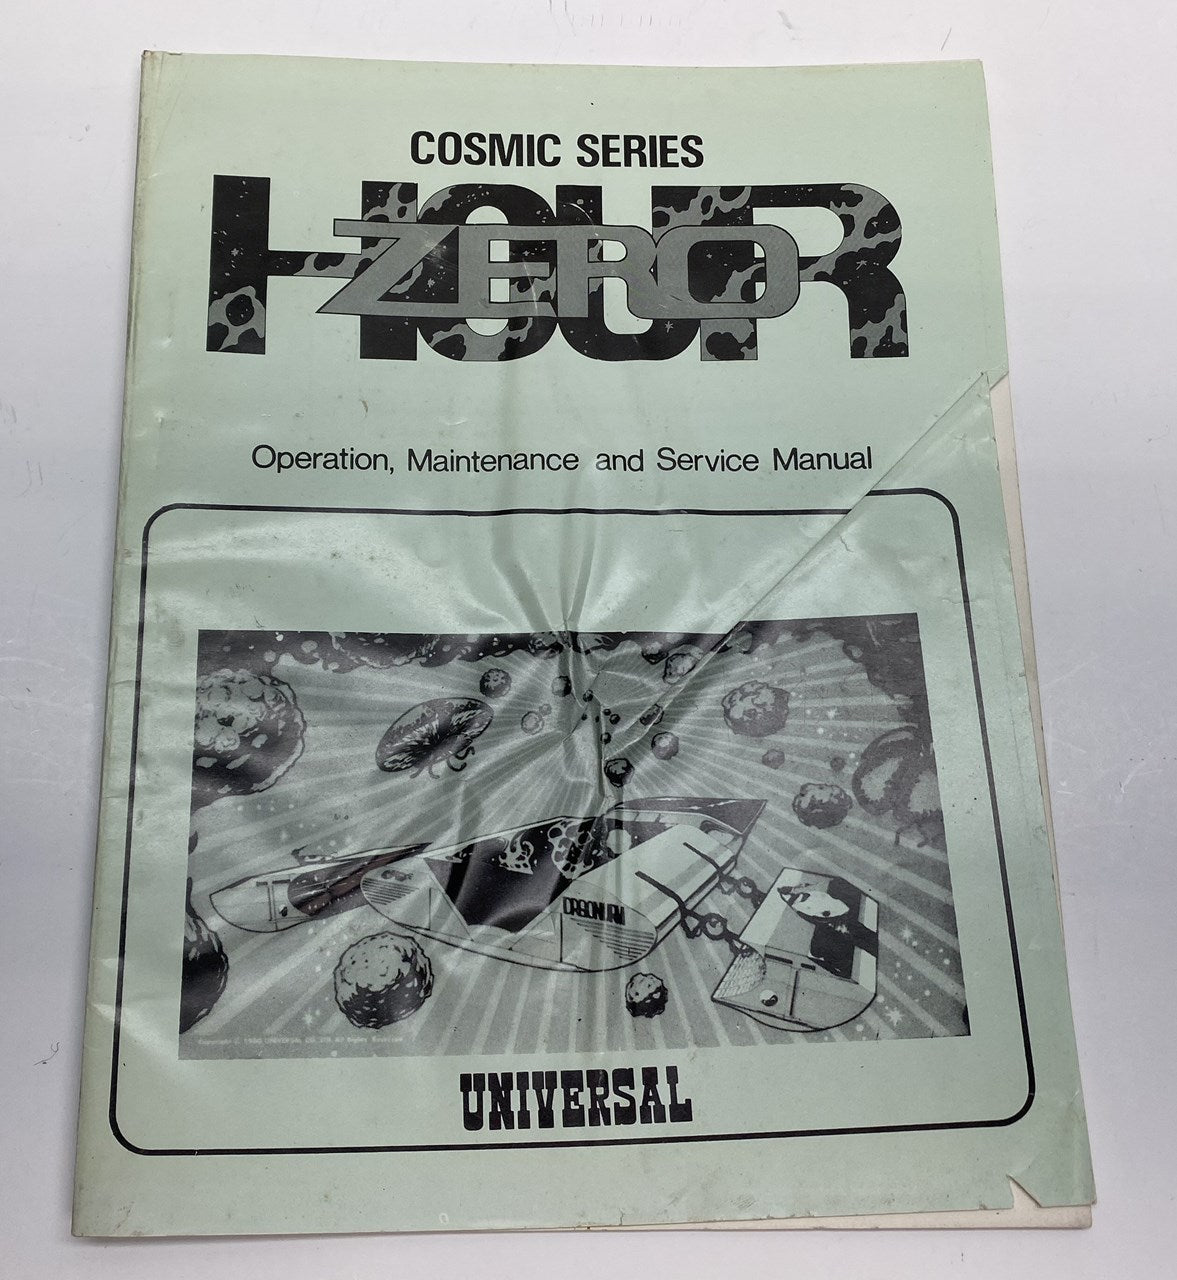 COSMIC SERIES
HOUR
ZERO
Operation, Maintenance and Service Manual
UNIVERSAL